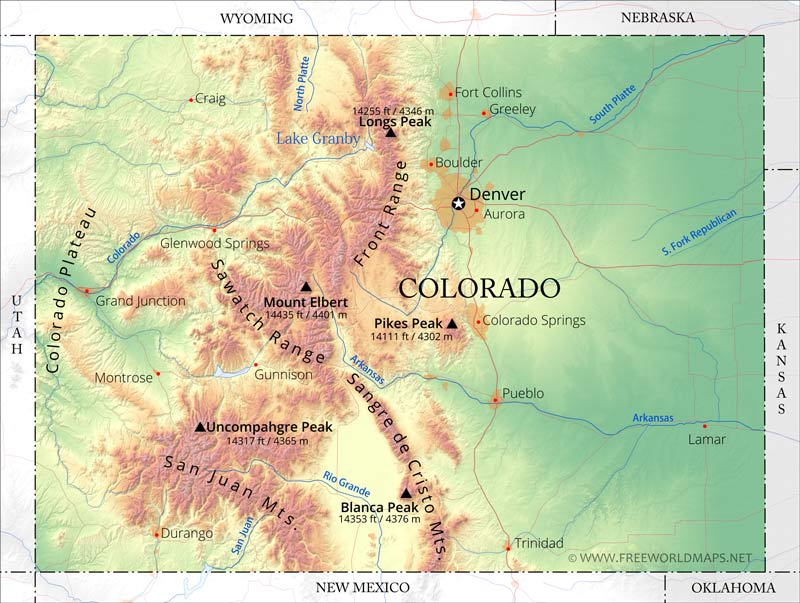 WYOMING
NEBRASKA
Craig
North Platte
14255 ft / 4346 m
Longs Peak
Fort Collins
Greeley
South Platte
Lake Granby
Boulder
Denver
Aurora
Front Range
S. Fork Republican
Colorado Plateau
Colorado
Glenwood Springs
Grand Junction
Sawatch Range
Mount Elbert
14435 ft / 4401 m
COLORADO
Pikes Peak
14111 ft / 4302 m
Colorado Springs
UTAH
KANSAS
Montrose
Gunnison
Arkansas
Pueblo
Arkansas
Lamar
Uncompahgre Peak
14317 ft / 4365 m
Sangre de Cristo Mts.
San Juan Mts.
Rio Grande
Blanca Peak
14353 ft / 4376 m
Durango
San Juan
Trinidad
© WWW.FREEWORLDMAPS.NET
NEW MEXICO
OKLAHOMA